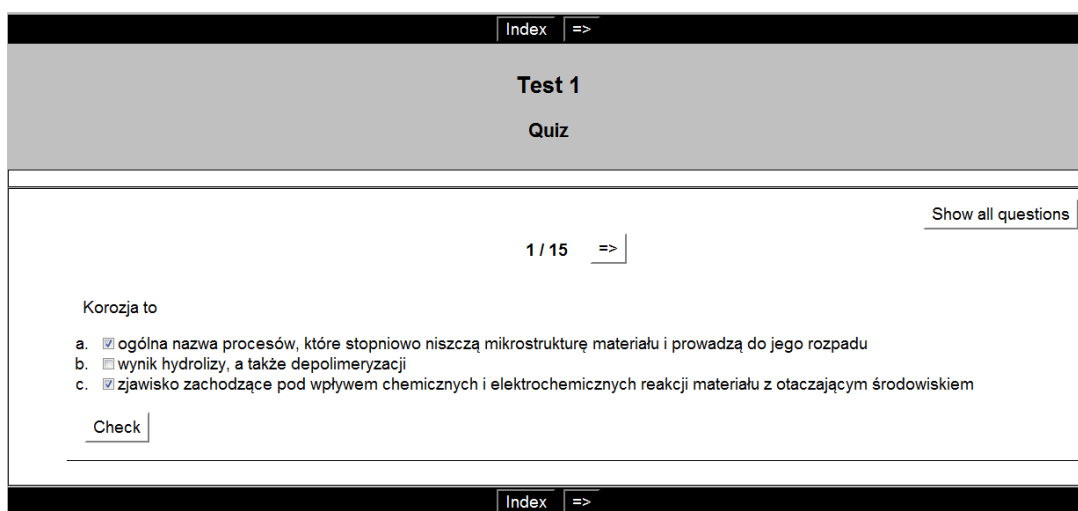 Index =>
Test 1
Quiz
Show all questions
1 / 15 =>
Korozja to
a. ogólna nazwa procesów, które stopniowo niszczą mikrostrukturę materiału i prowadzą do jego rozpadu
b. wynik hydrolizy, a także depolimeryzacji
c. zjawisko zachodzące pod wpływem chemicznych i elektrochemicznych reakcji materiału z otaczającym środowiskiem
Check
Index =>